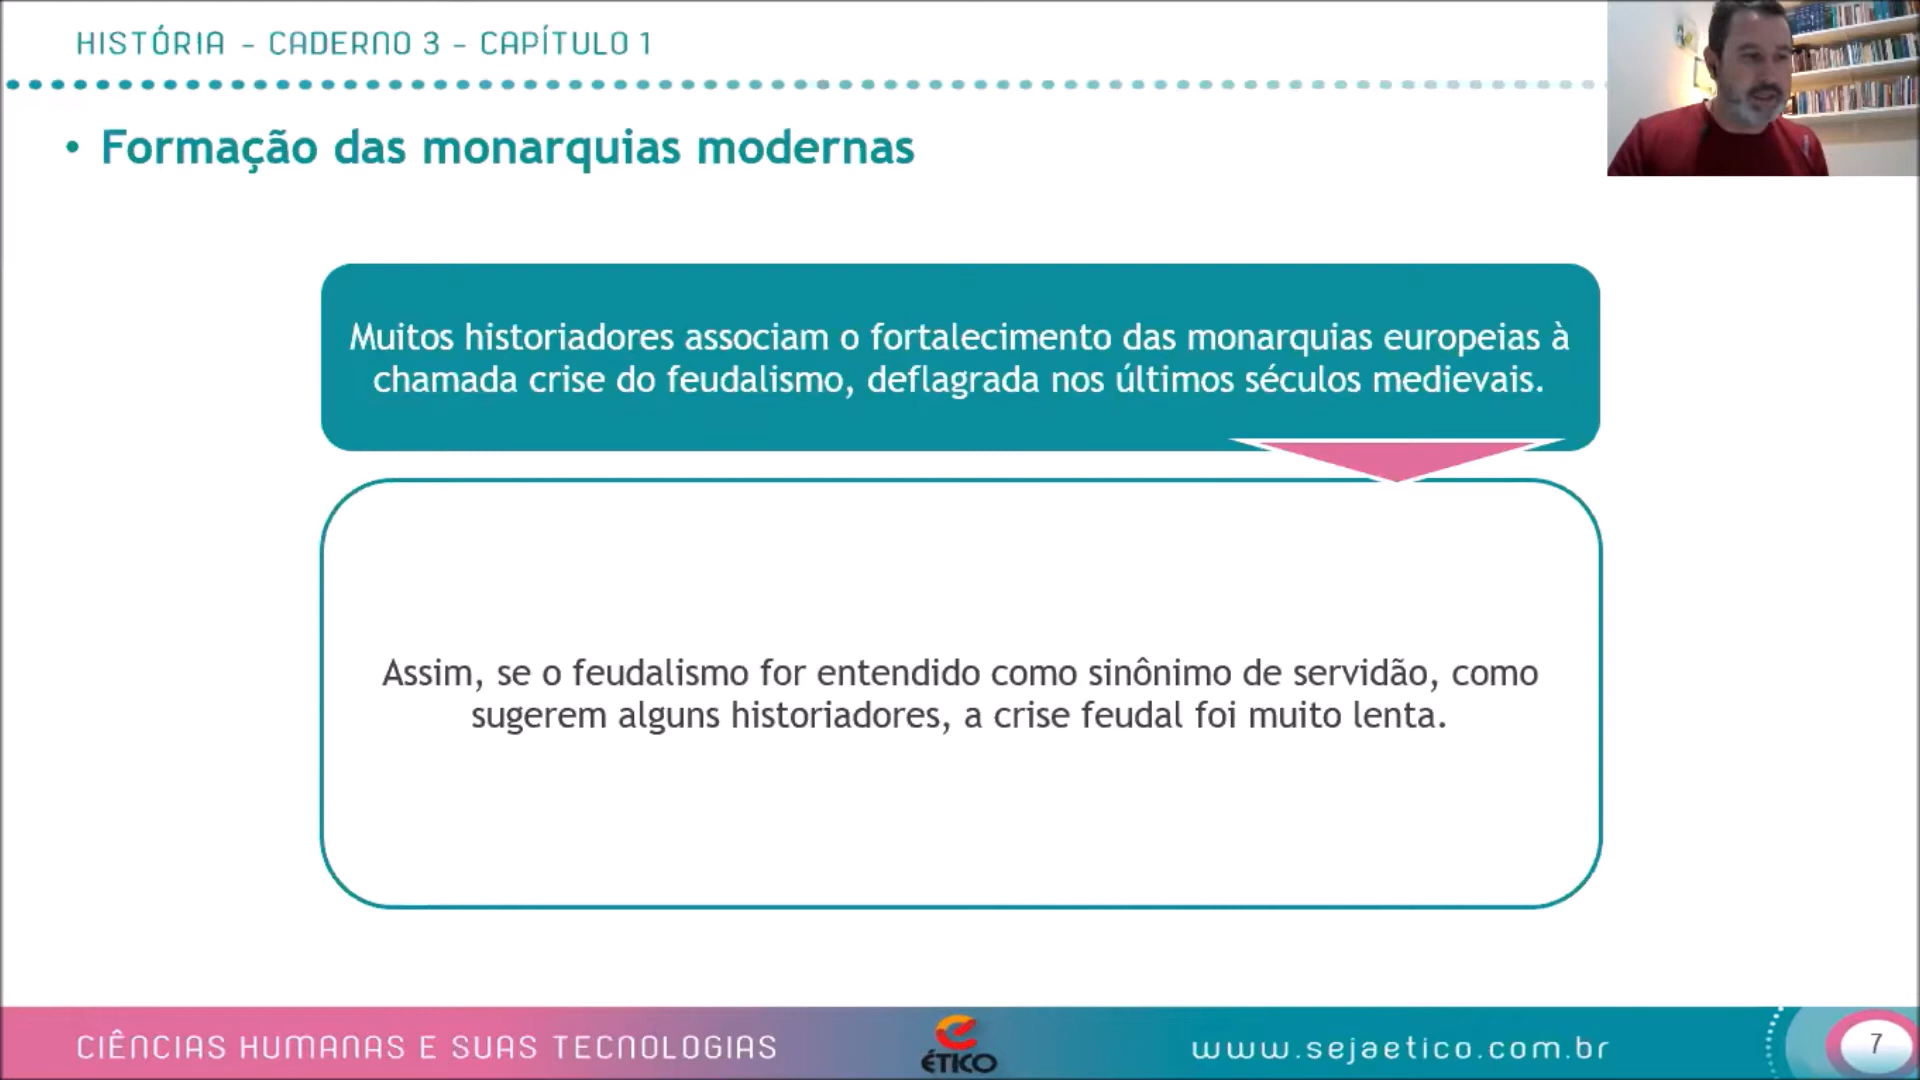 HISTÓRIA - CADERNO 3 - CAPÍTULO 1
• Formação das monarquias modernas
Muitos historiadores associam o fortalecimento das monarquias europeias à
chamada crise do feudalismo, deflagrada nos últimos séculos medievais.
Assim, se o feudalismo for entendido como sinônimo de servidão, como
sugerem alguns historiadores, a crise feudal foi muito lenta.
CIÊNCIAS HUMANAS E SUAS TECNOLOGIAS
ÉTICO
www.sejaetico.com.br
7